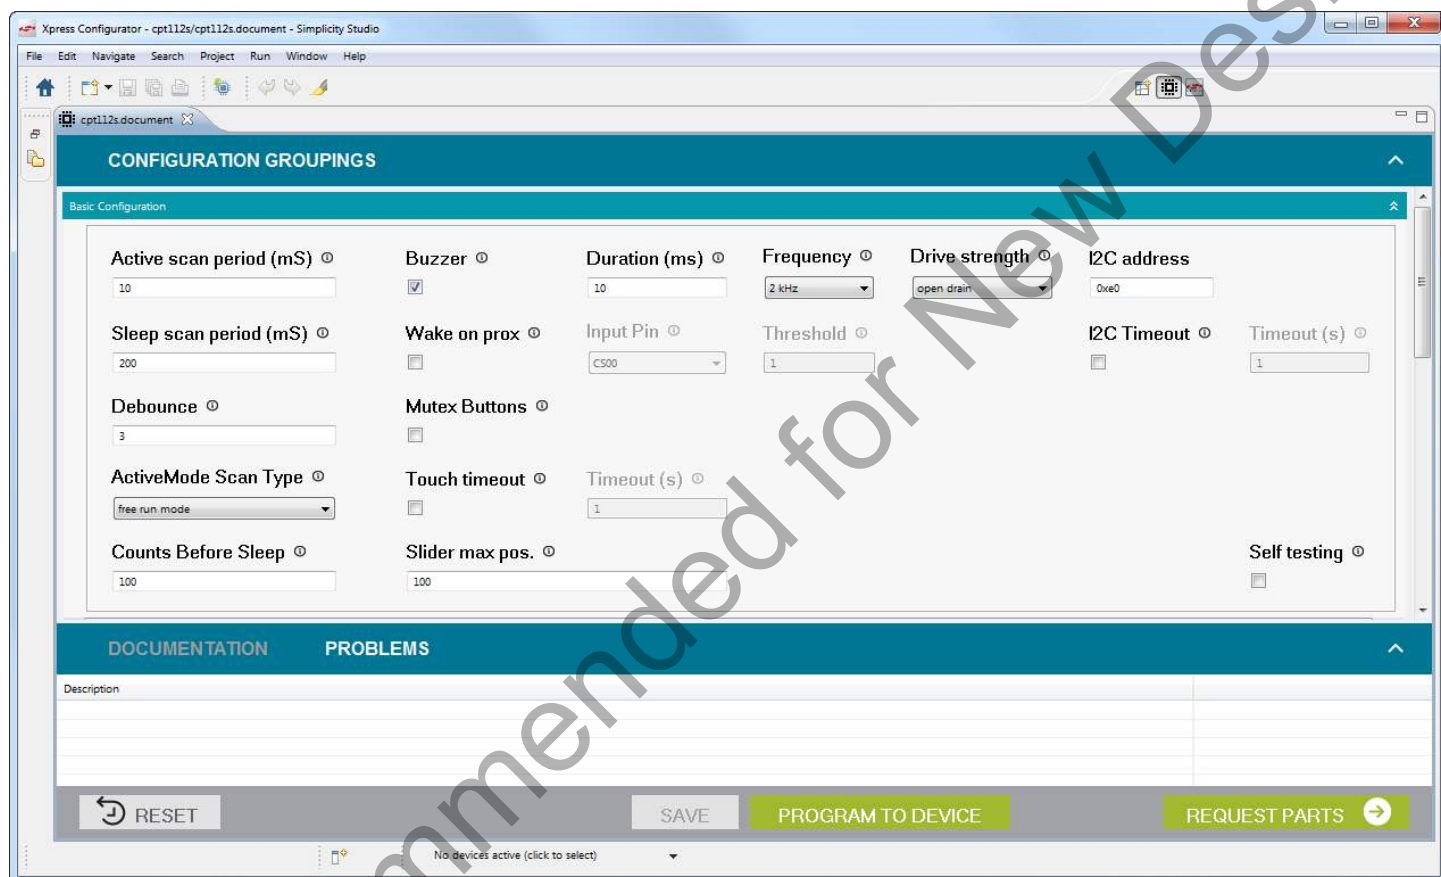 Xpress Configurator - cpt112s/cpt112s.document - Simplicity Studio
File Edit Navigate Search Project Run Window Help
cpt112s.document
CONFIGURATION GROUPINGS
Basic Configuration
Active scan period (mS) Buzzer Duration (ms) Frequency Drive strength I2C address
10 10 2 kHz open drain 0xe0
Sleep scan period (mS) Wake on prox Input Pin Threshold I2C Timeout Timeout (s)
200 CS00 1 1
Debounce Mutex Buttons
3
ActiveMode Scan Type Touch timeout Timeout (s)
free run mode 1
Counts Before Sleep Slider max pos. Self testing
100 100
DOCUMENTATION PROBLEMS
Description
RESET SAVE PROGRAM TO DEVICE REQUEST PARTS
No devices active (click to select)
mmended for New Des